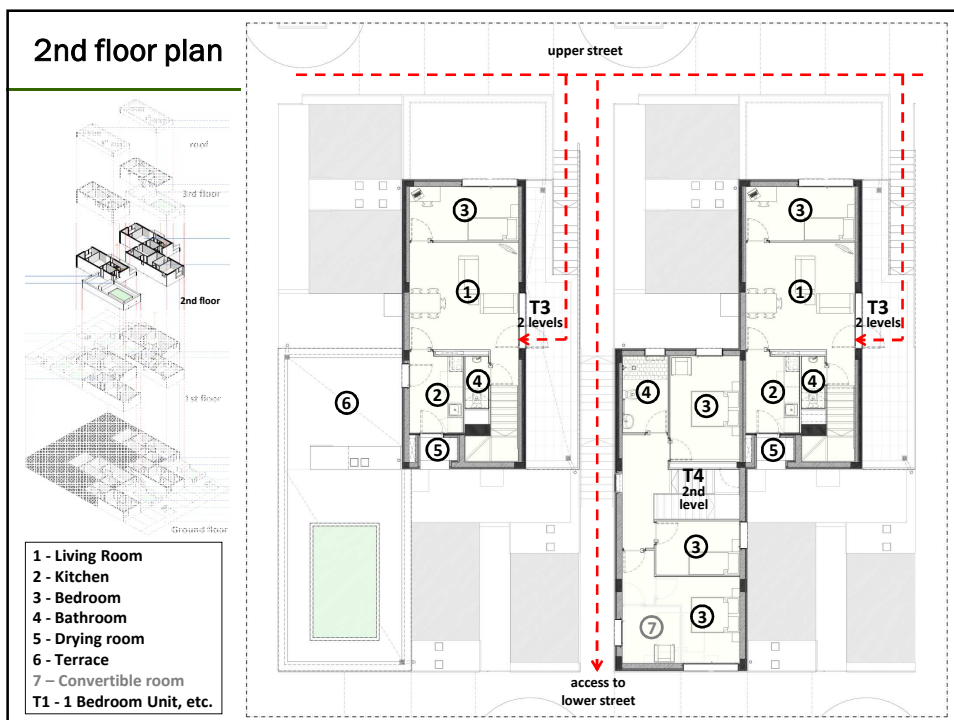 2nd floor plan
roof
3rd floor
2nd floor
1st floor
Ground floor
1 - Living Room
2 - Kitchen
3 - Bedroom
4 - Bathroom
5 - Drying room
6 - Terrace
7 – Convertible room
T1 - 1 Bedroom Unit, etc.
upper street
3
3
1
1
T3
2 levels
T3
2 levels
6
2
4
4
3
2
4
5
5
T4
2nd
level
3
7
3
access to
lower street